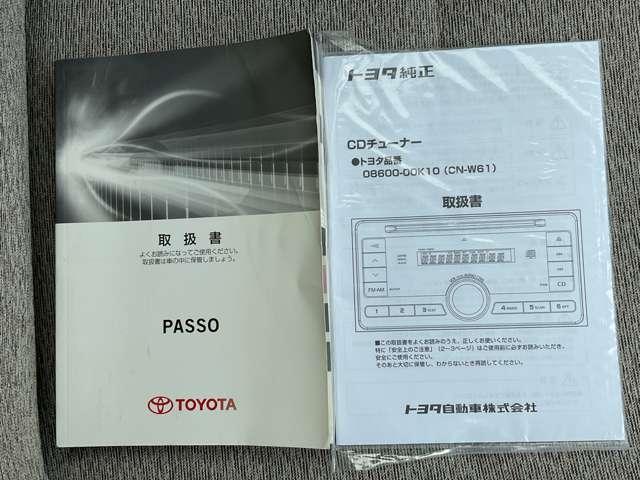 取扱書
よくお読みになってご使用ください。
取扱書は車の中に保管しましょう。
PASSO
TOYOTA
トヨタ純正
CDチューナー
●トヨタ品番
08600-00K10 (CN-W61)
取扱書
FM・AM
CD
1 2 3 4 5 6
■この取扱書をよくお読みのうえ、正しくお使いください。
特に「安全上のご注意」(2~3ページ)はご使用前に必ずお読みいただき、
安全にご使用ください。
そのあと大切に保管し、わからないとき再読してください。
トヨタ自動車株式会社